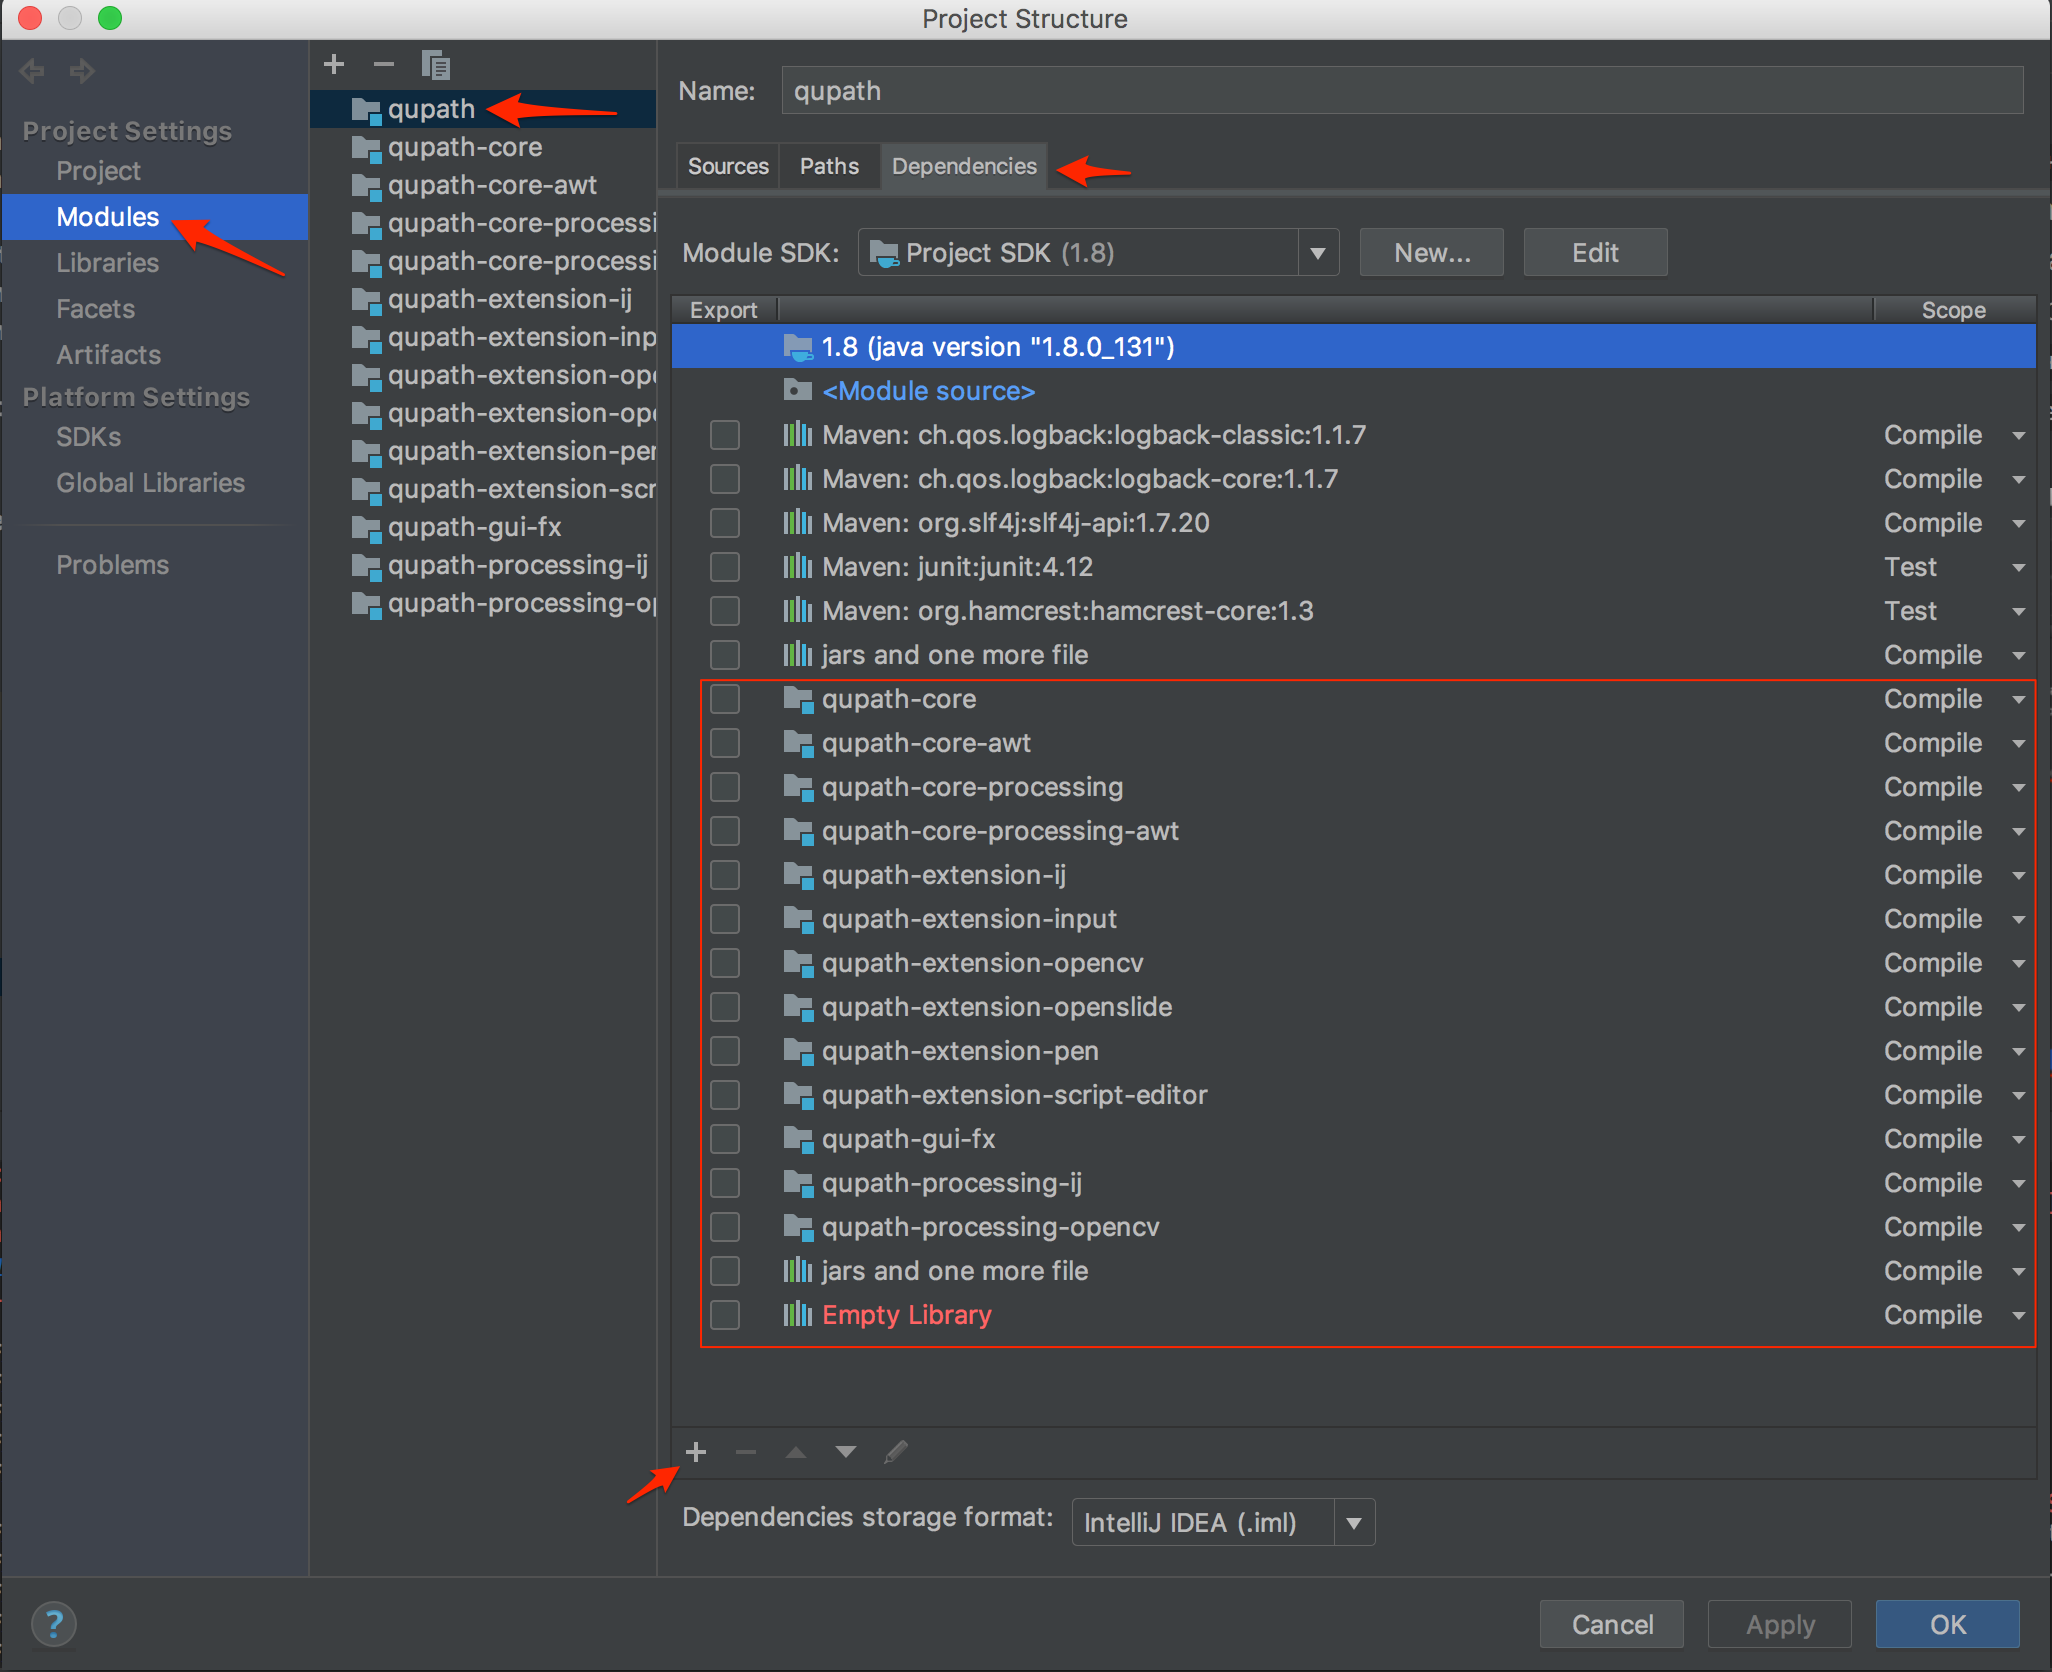 Project Structure
Project Settings
Project
Modules
Libraries
Facets
Artifacts
Platform Settings
SDKs
Global Libraries
Problems
qupath
qupath-core
qupath-core-awt
qupath-core-processi
qupath-core-processi
qupath-extension-ij
qupath-extension-inp
qupath-extension-ope
qupath-extension-ope
qupath-extension-per
qupath-extension-scr
qupath-gui-fx
qupath-processing-ij
qupath-processing-op
Name: qupath
Sources Paths Dependencies
Module SDK: Project SDK (1.8) New... Edit
Export Scope
1.8 (java version "1.8.0_131")
<Module source>
Maven: ch.qos.logback:logback-classic:1.1.7 Compile
Maven: ch.qos.logback:logback-core:1.1.7 Compile
Maven: org.slf4j:slf4j-api:1.7.20 Compile
Maven: junit:junit:4.12 Test
Maven: org.hamcrest:hamcrest-core:1.3 Test
jars and one more file Compile
qupath-core Compile
qupath-core-awt Compile
qupath-core-processing Compile
qupath-core-processing-awt Compile
qupath-extension-ij Compile
qupath-extension-input Compile
qupath-extension-opencv Compile
qupath-extension-openslide Compile
qupath-extension-pen Compile
qupath-extension-script-editor Compile
qupath-gui-fx Compile
qupath-processing-ij Compile
qupath-processing-opencv Compile
jars and one more file Compile
Empty Library Compile
Dependencies storage format: IntelliJ IDEA (.iml)
? Cancel Apply OK